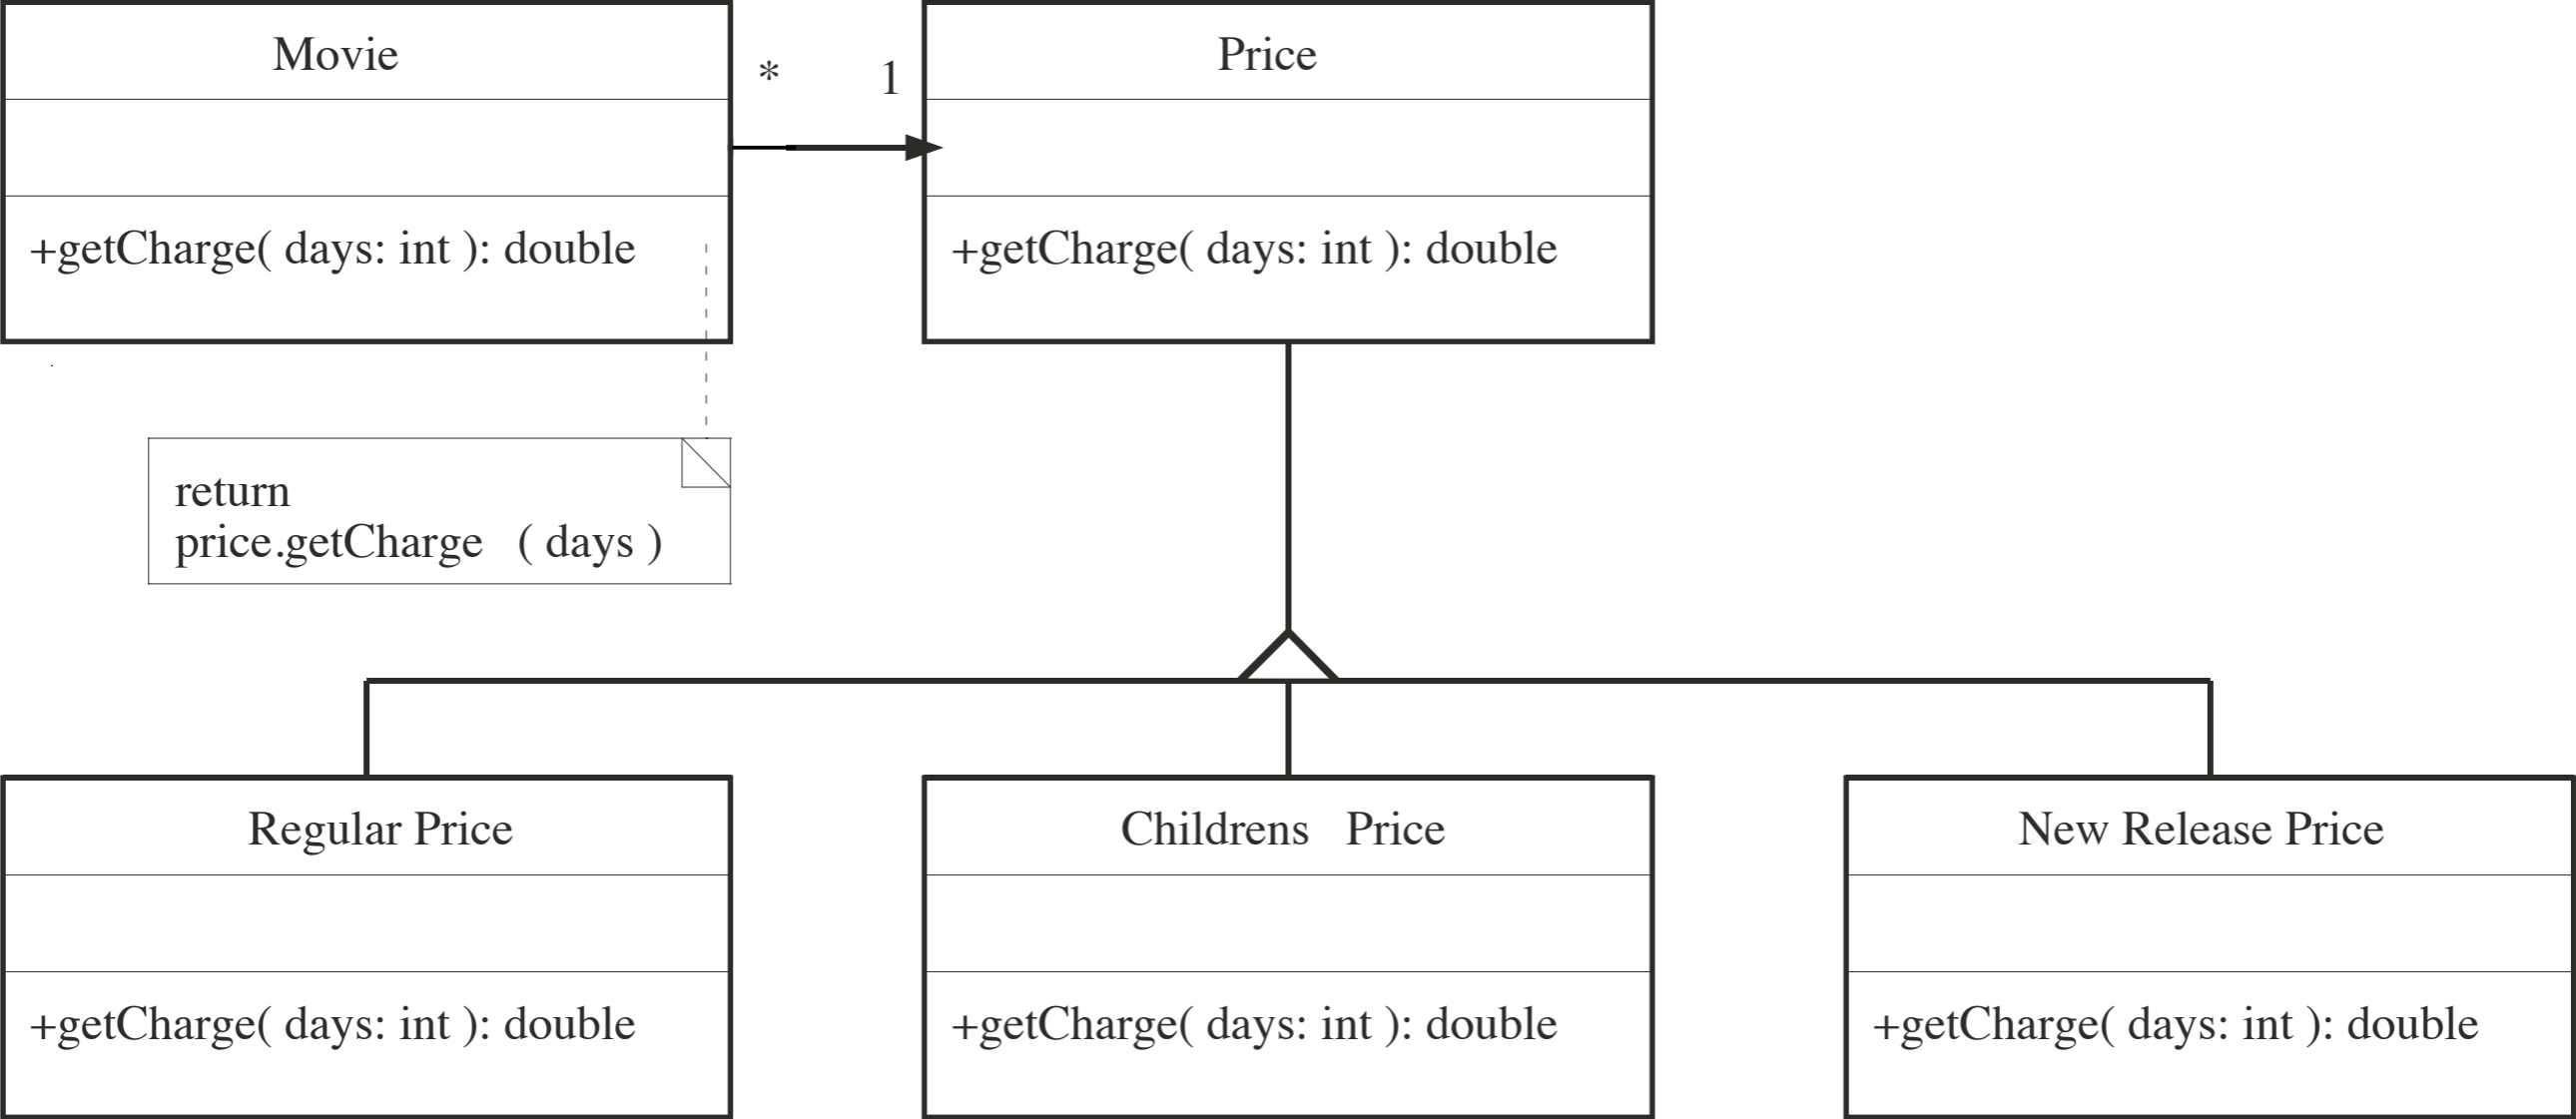 Movie
* 1
Price
+getCharge( days: int ): double
+getCharge( days: int ): double
return
price.getCharge ( days )
Regular Price
Childrens Price
New Release Price
+getCharge( days: int ): double
+getCharge( days: int ): double
+getCharge( days: int ): double